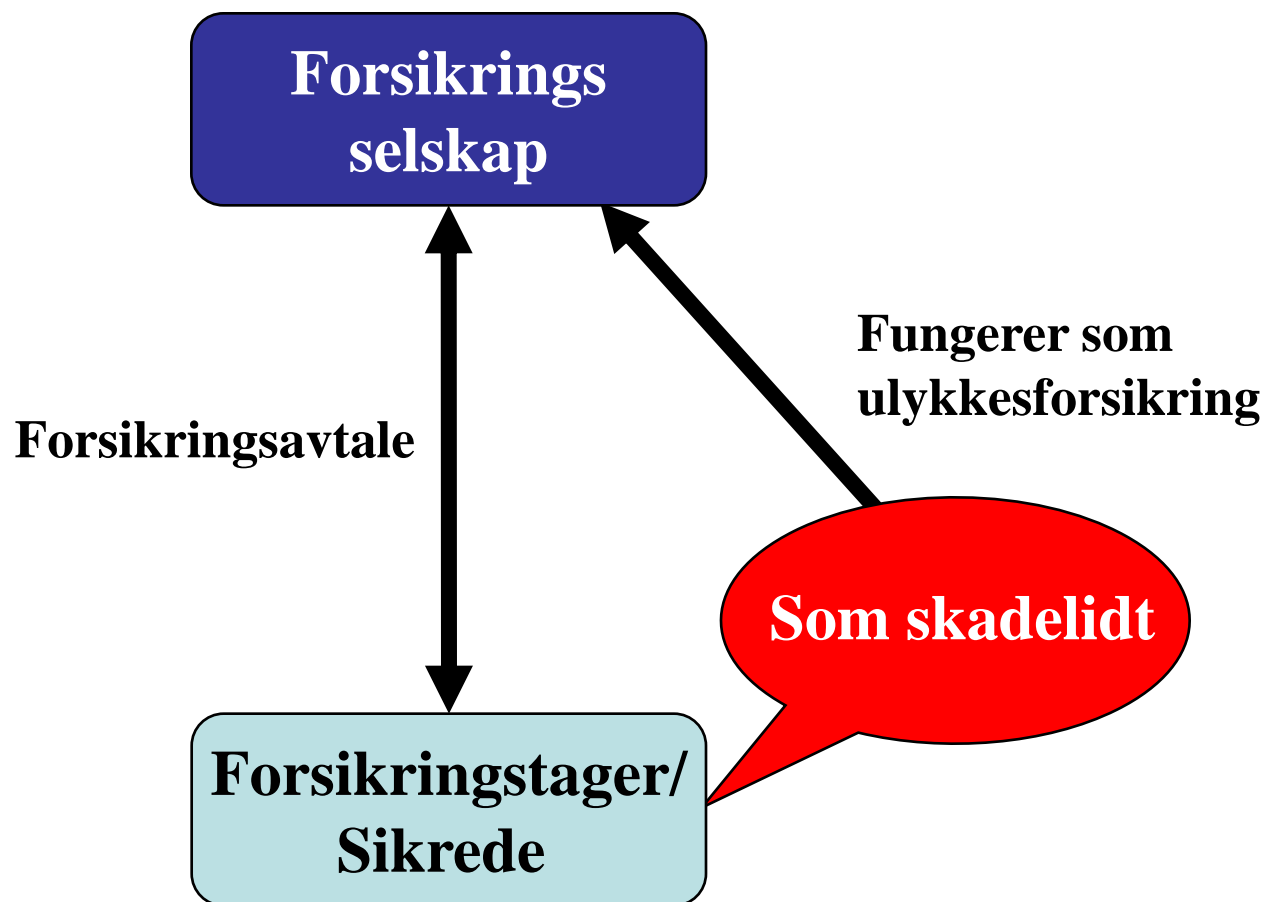 Forsikrings
selskap
Fungerer som
ulykkesforsikring
Forsikringsavtale
Som skadelidt
Forsikringstager/
Sikrede